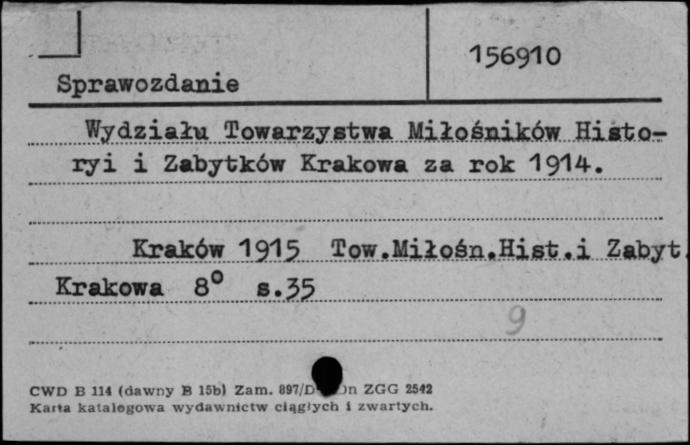 156910
Sprawozdanie
Wydziału Towarzystwa Miłośników Histo-
ryi i Zabytków Krakowa za rok 1914.
Kraków 1915 Tow.Miłośn.Hist.i Zabyt.
Krakowa 8° s.35
9
CWD B 114 (dawny B 15b) Zam. 897/D ZGG 2542
Karta katalogowa wydawnictw ciągłych i zwartych.